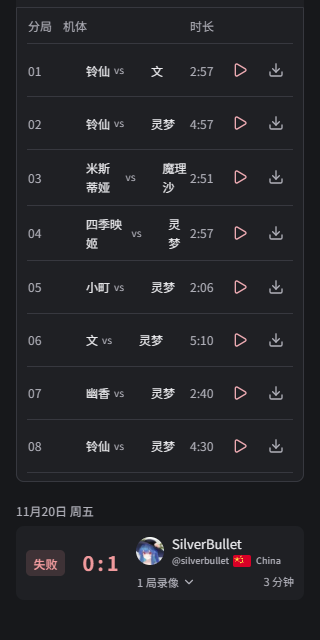 分局 机体 时长
01 铃仙 vs 文 2:57
02 铃仙 vs 灵梦 4:57
03 米斯蒂娅 vs 魔理沙 2:51
04 四季映姬 vs 灵梦 2:57
05 小町 vs 灵梦 2:06
06 文 vs 灵梦 5:10
07 幽香 vs 灵梦 2:40
08 铃仙 vs 灵梦 4:30
11月20日 周五
失败 0:1 SilverBullet
@silverbullet China
1 局录像 3 分钟